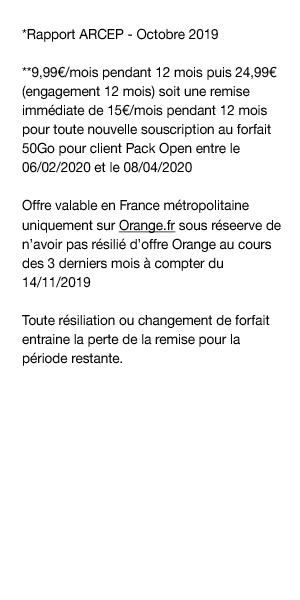 *Rapport ARCEP - Octobre 2019
**9,99€/mois pendant 12 mois puis 24,99€
(engagement 12 mois) soit une remise
immédiate de 15€/mois pendant 12 mois
pour toute nouvelle souscription au forfait
50Go pour client Pack Open entre le
06/02/2020 et le 08/04/2020
Offre valable en France métropolitaine
uniquement sur Orange.fr sous réseerve de
n'avoir pas résilié d'offre Orange au cours
des 3 derniers mois à compter du
14/11/2019
Toute résiliation ou changement de forfait
entraine la perte de la remise pour la
période restante.